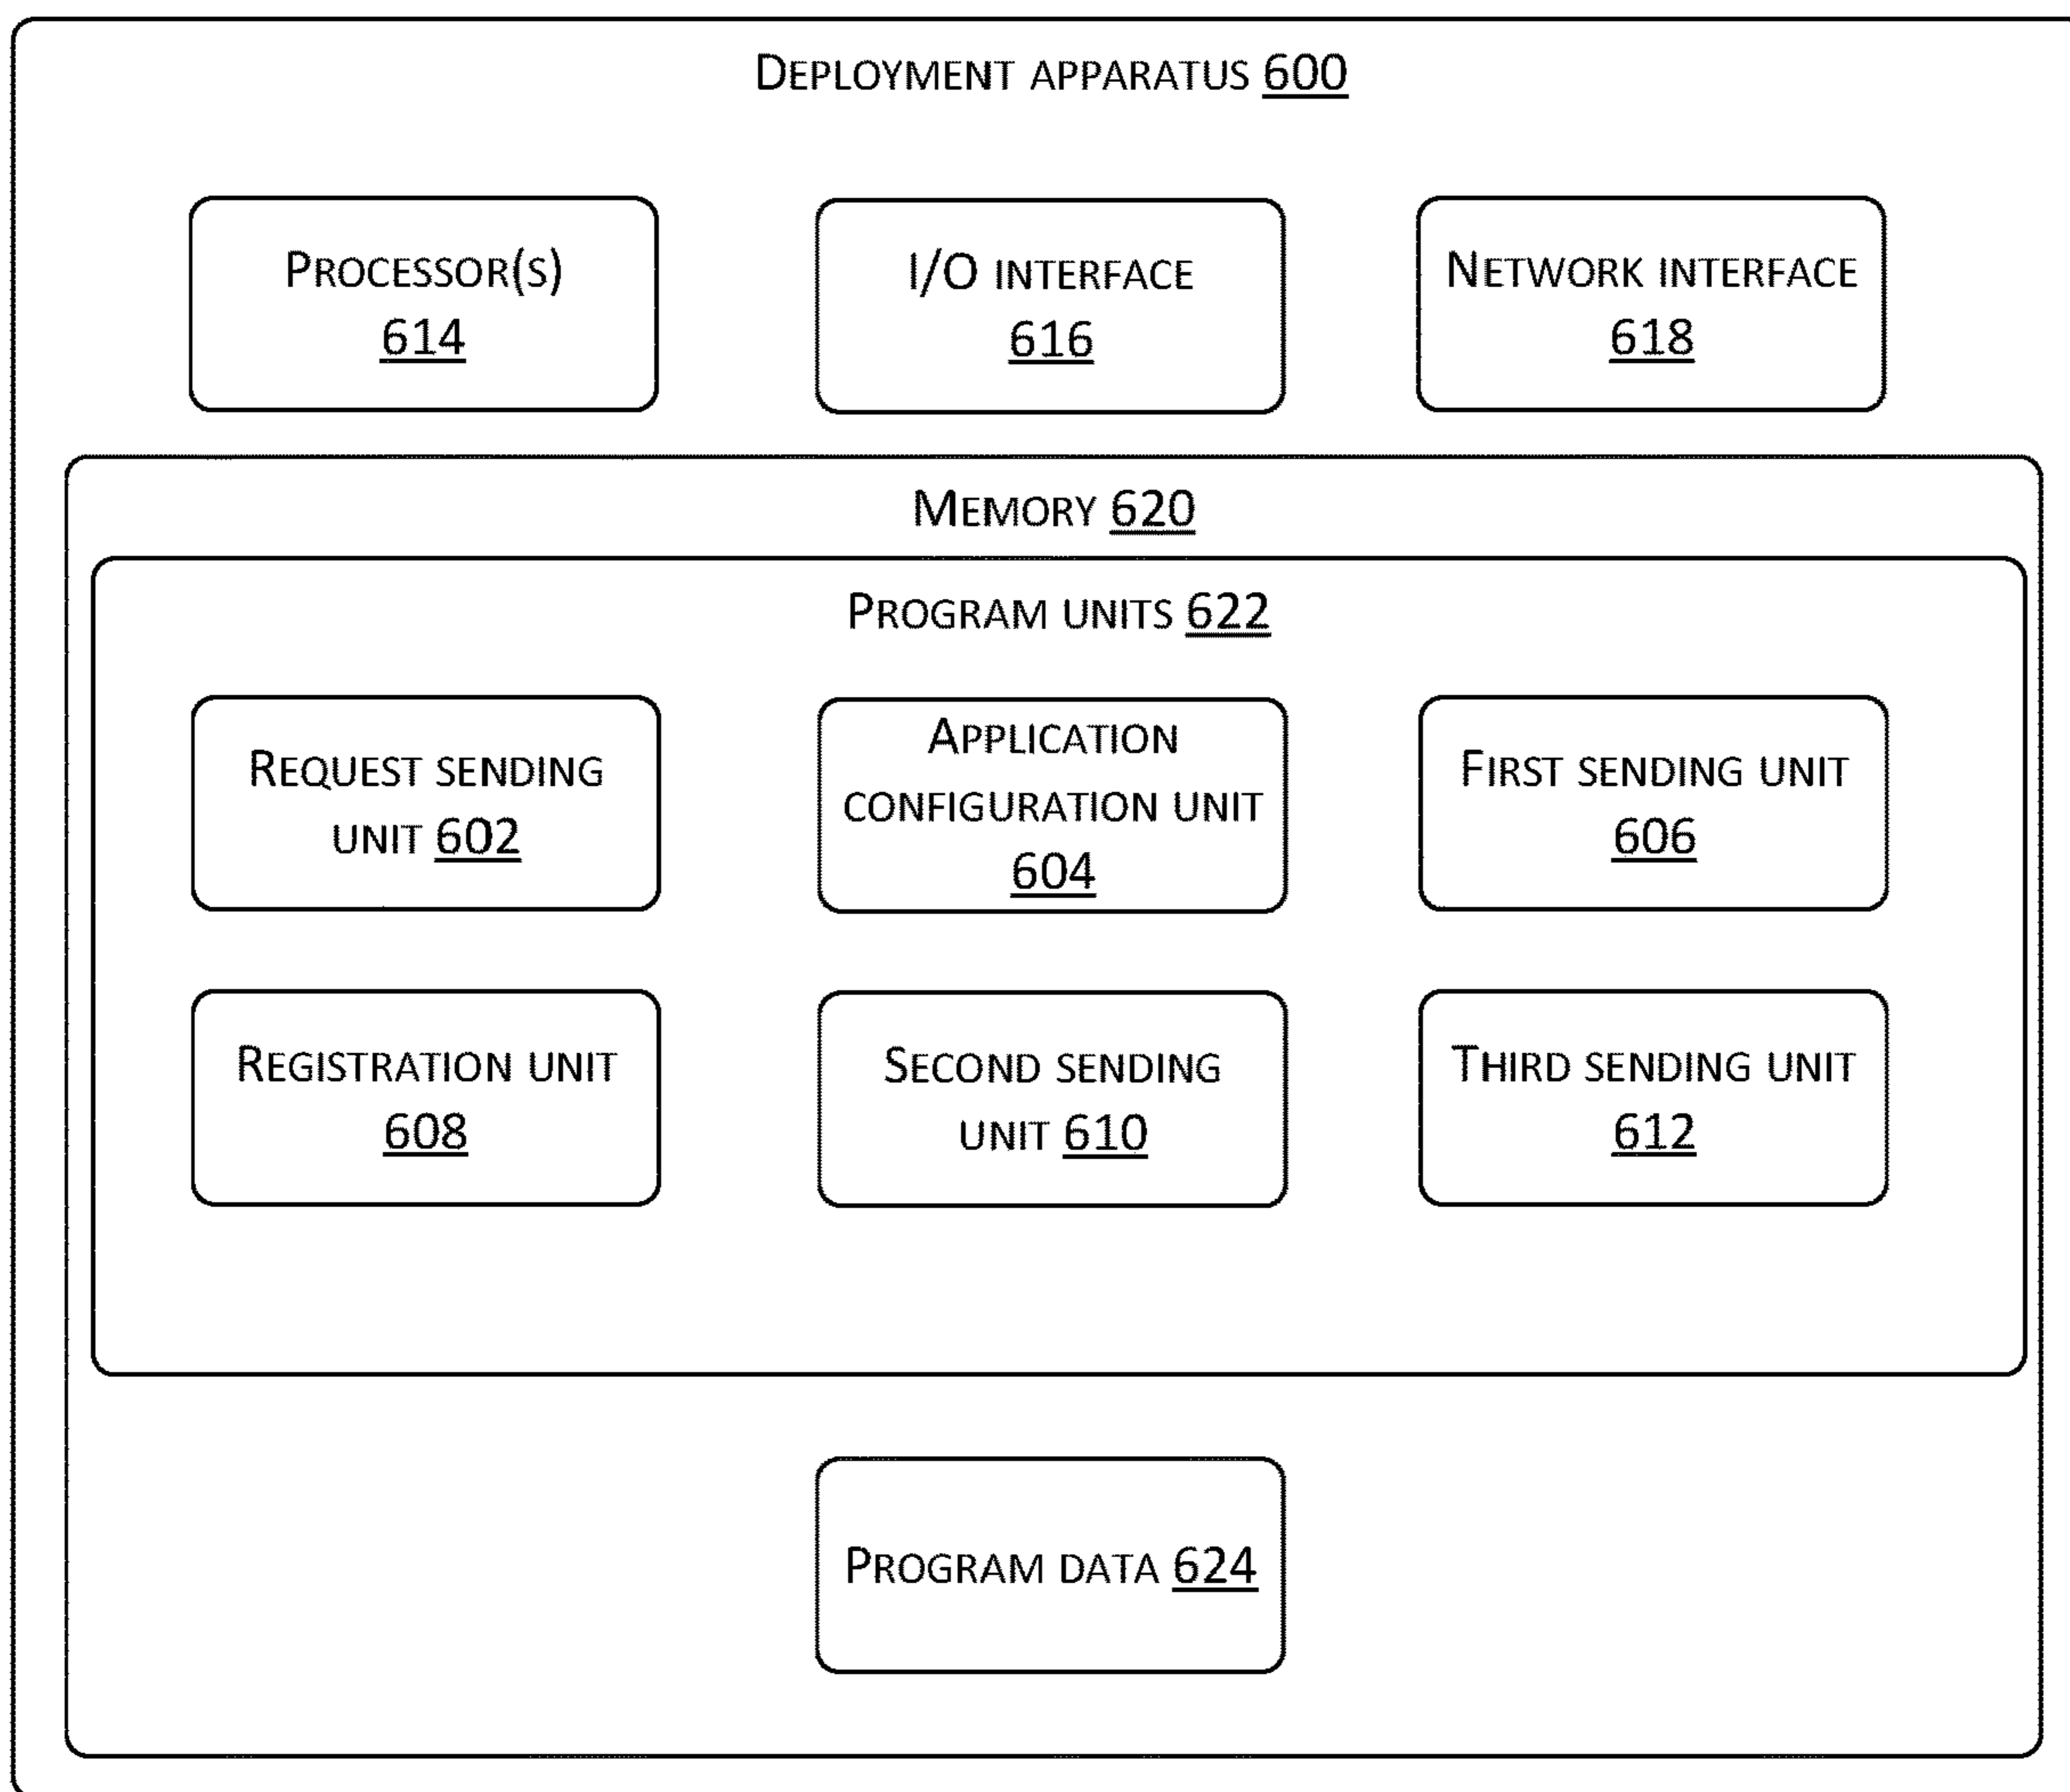 DEPLOYMENT APPARATUS 600
PROCESSOR(S)
614
I/O INTERFACE
616
NETWORK INTERFACE
618
MEMORY 620
PROGRAM UNITS 622
REQUEST SENDING
UNIT 602
APPLICATION
CONFIGURATION UNIT
604
FIRST SENDING UNIT
606
REGISTRATION UNIT
608
SECOND SENDING
UNIT 610
THIRD SENDING UNIT
612
PROGRAM DATA 624